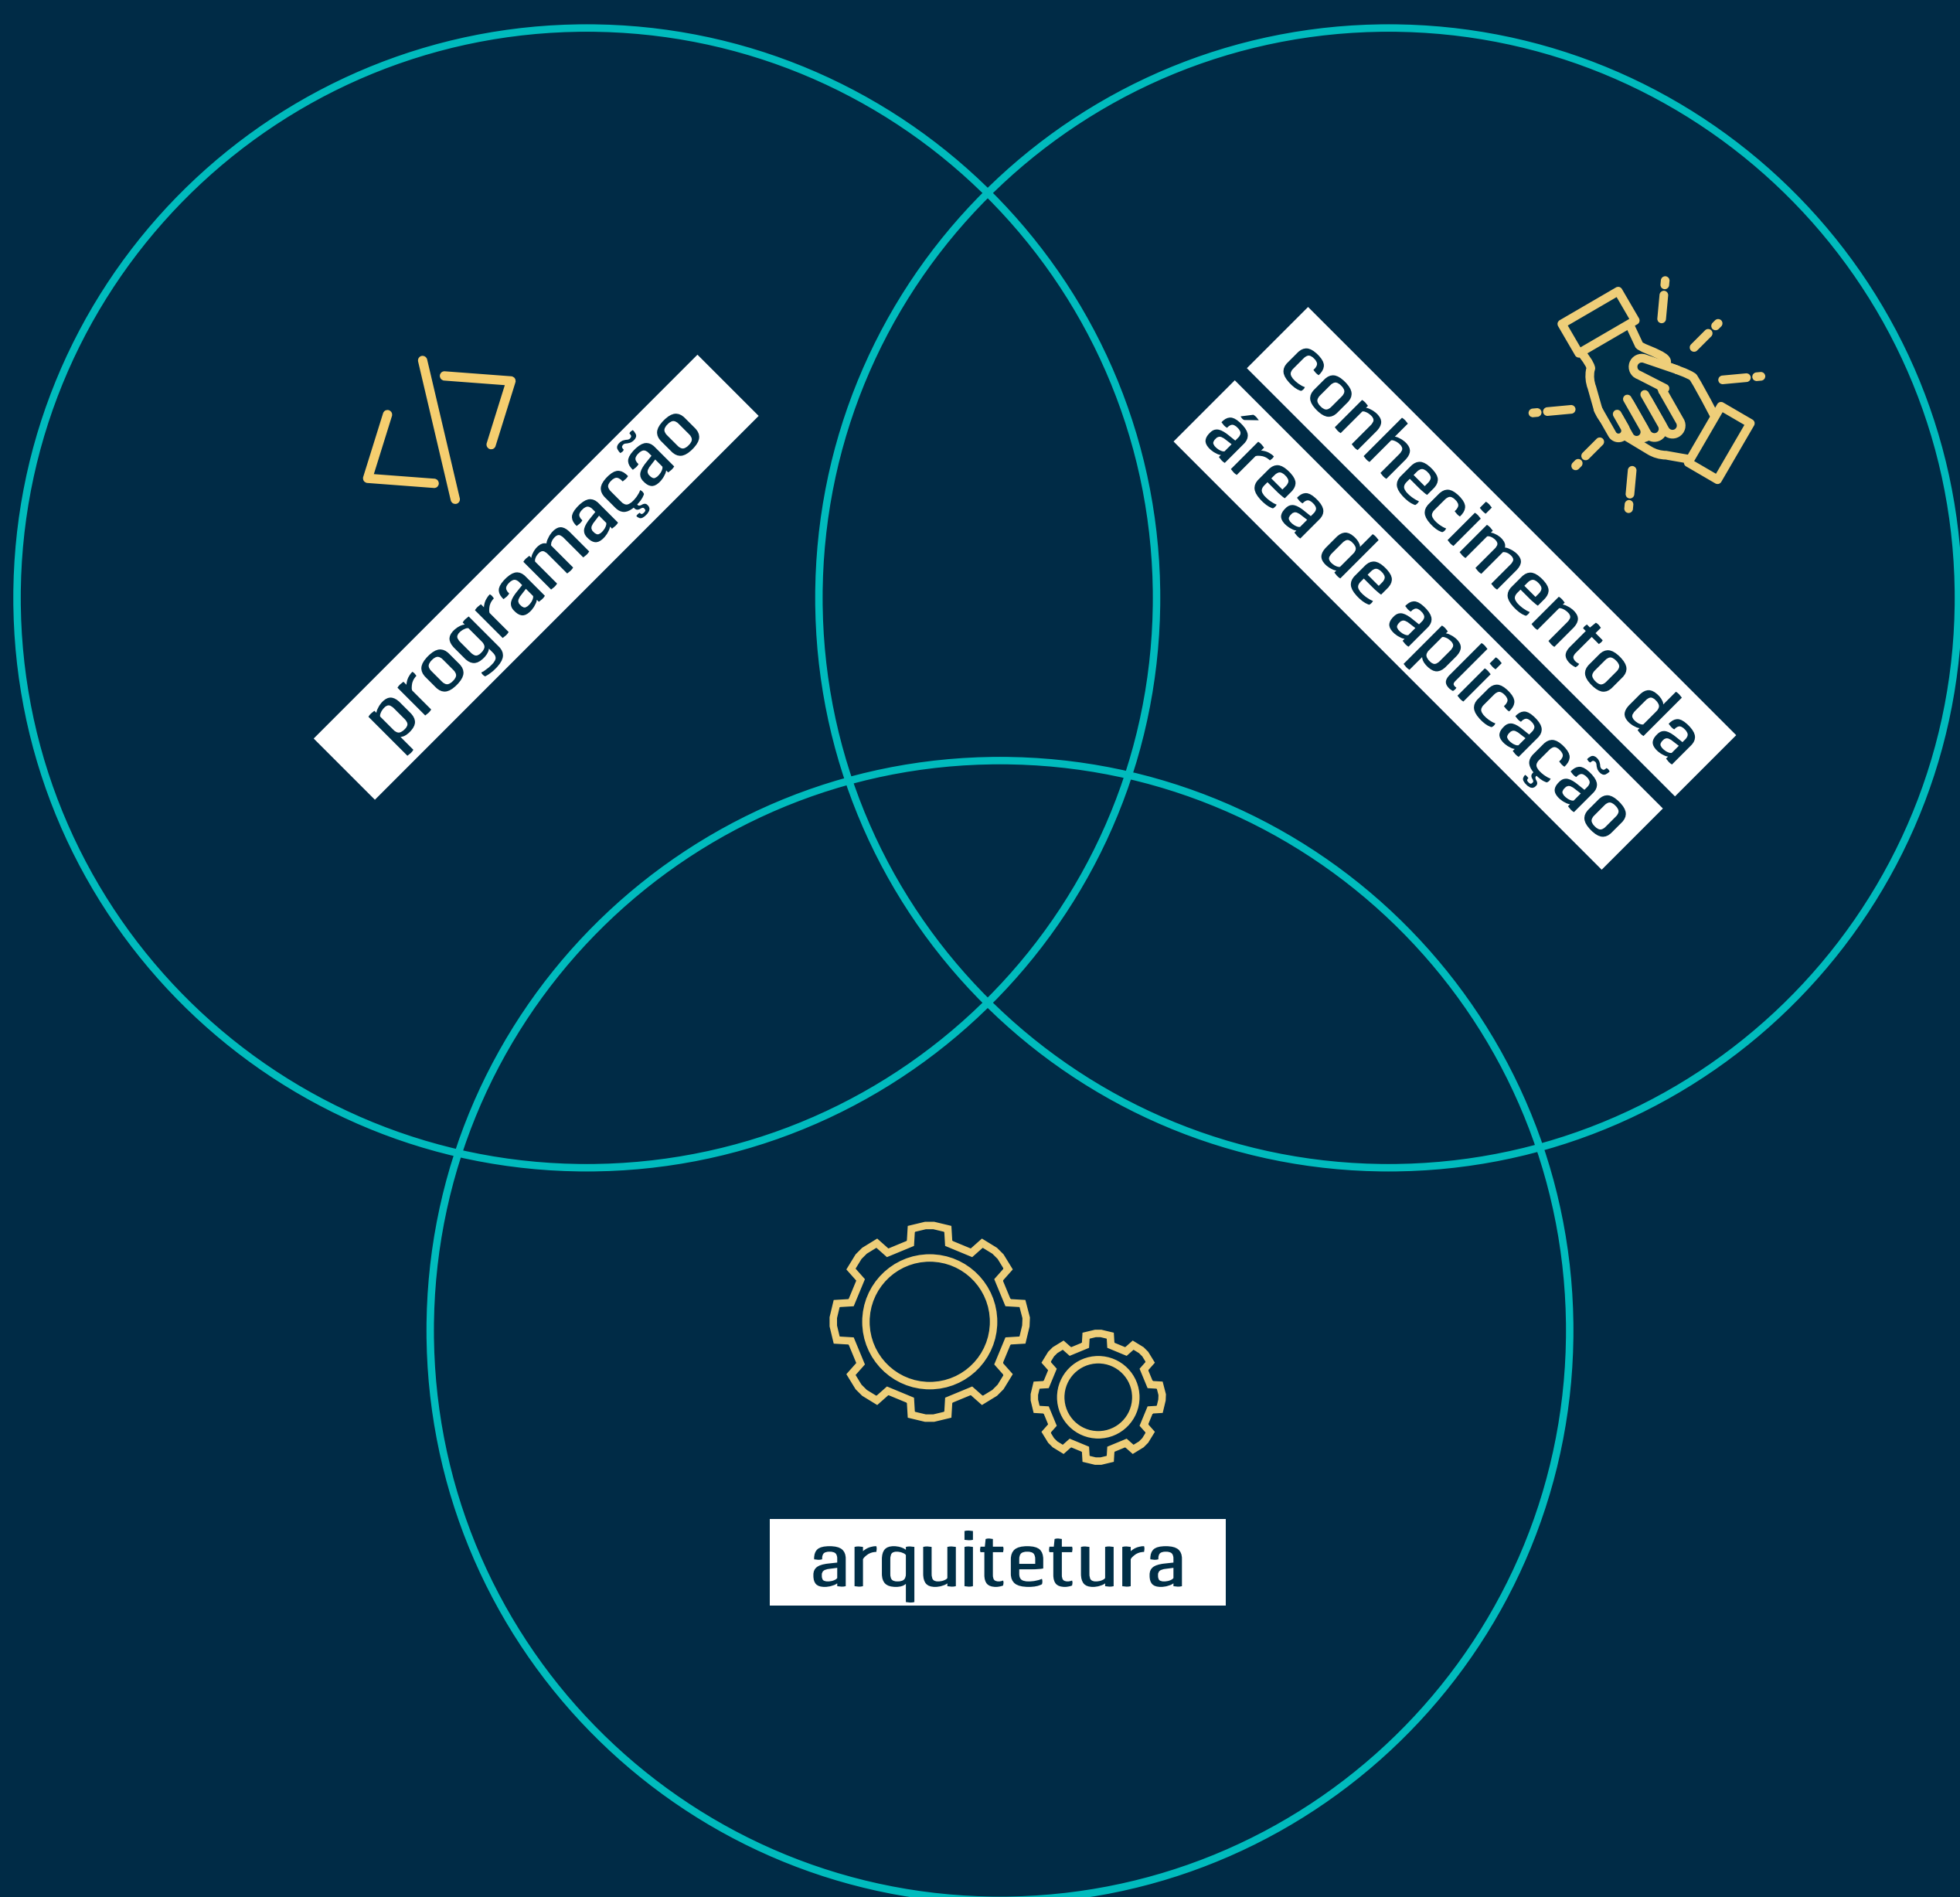 programação
conhecimento da
área de aplicação
arquitetura